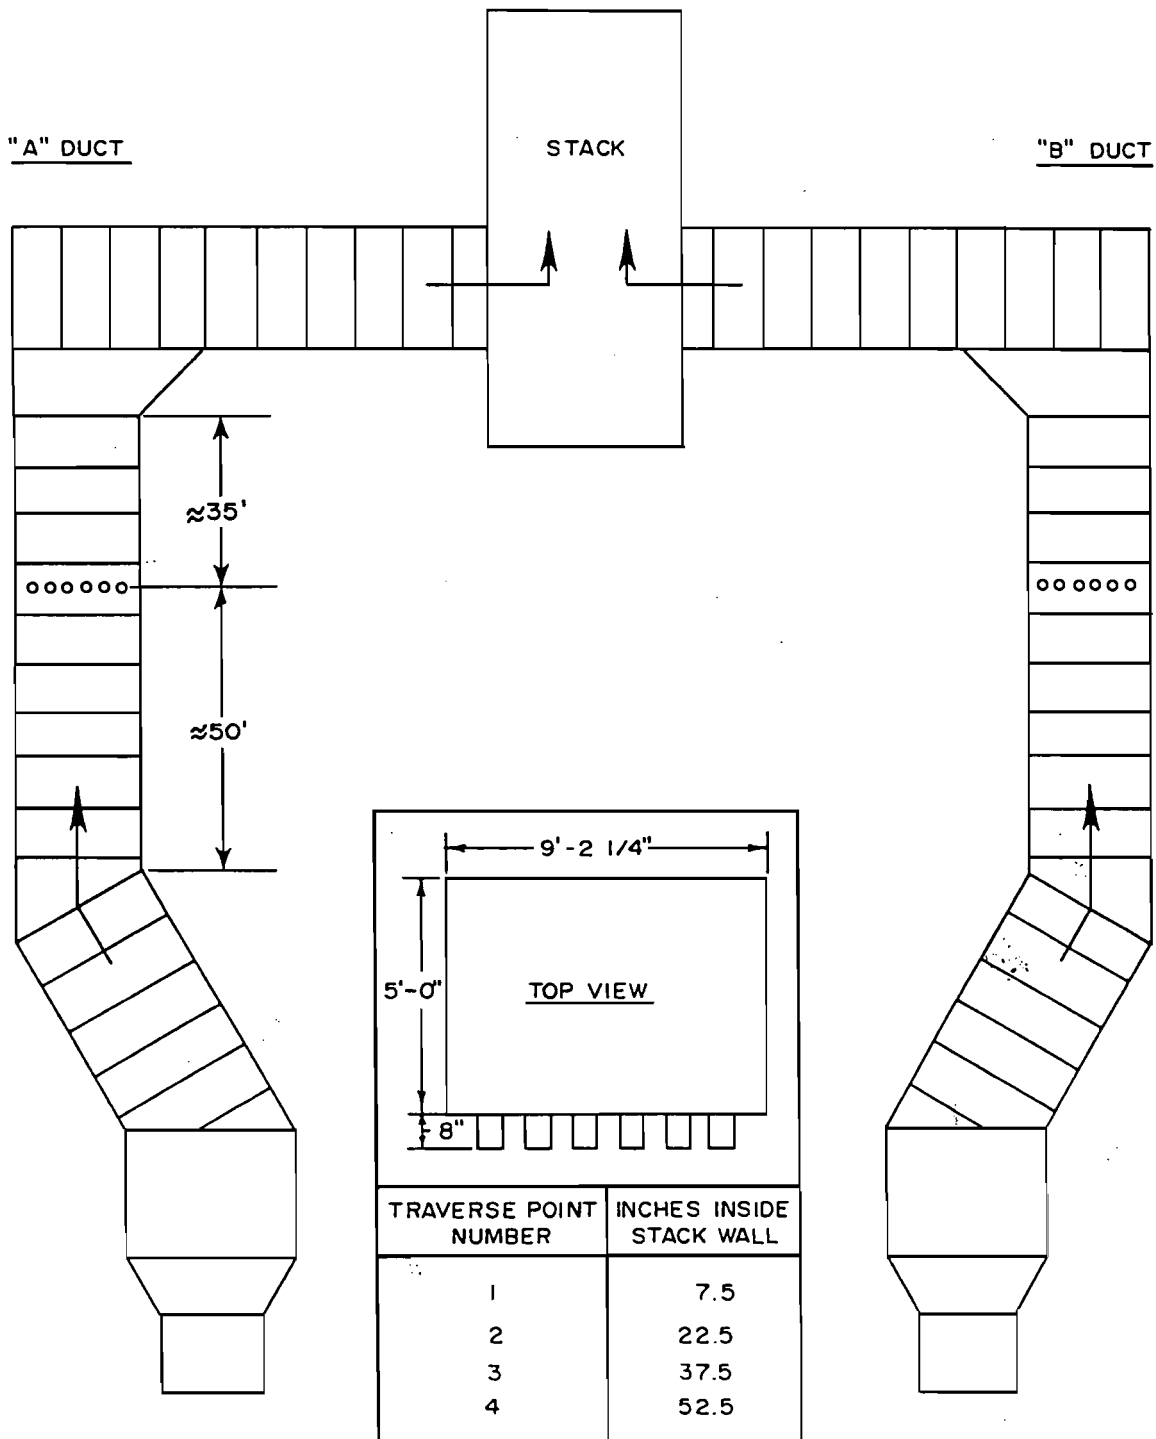 "A" DUCT
STACK
"B" DUCT
≈35'
≈50'
9'-2 1/4"
5'-0"
TOP VIEW
8"
TRAVERSE POINT NUMBER
INCHES INSIDE STACK WALL
1 7.5
2 22.5
3 37.5
4 52.5